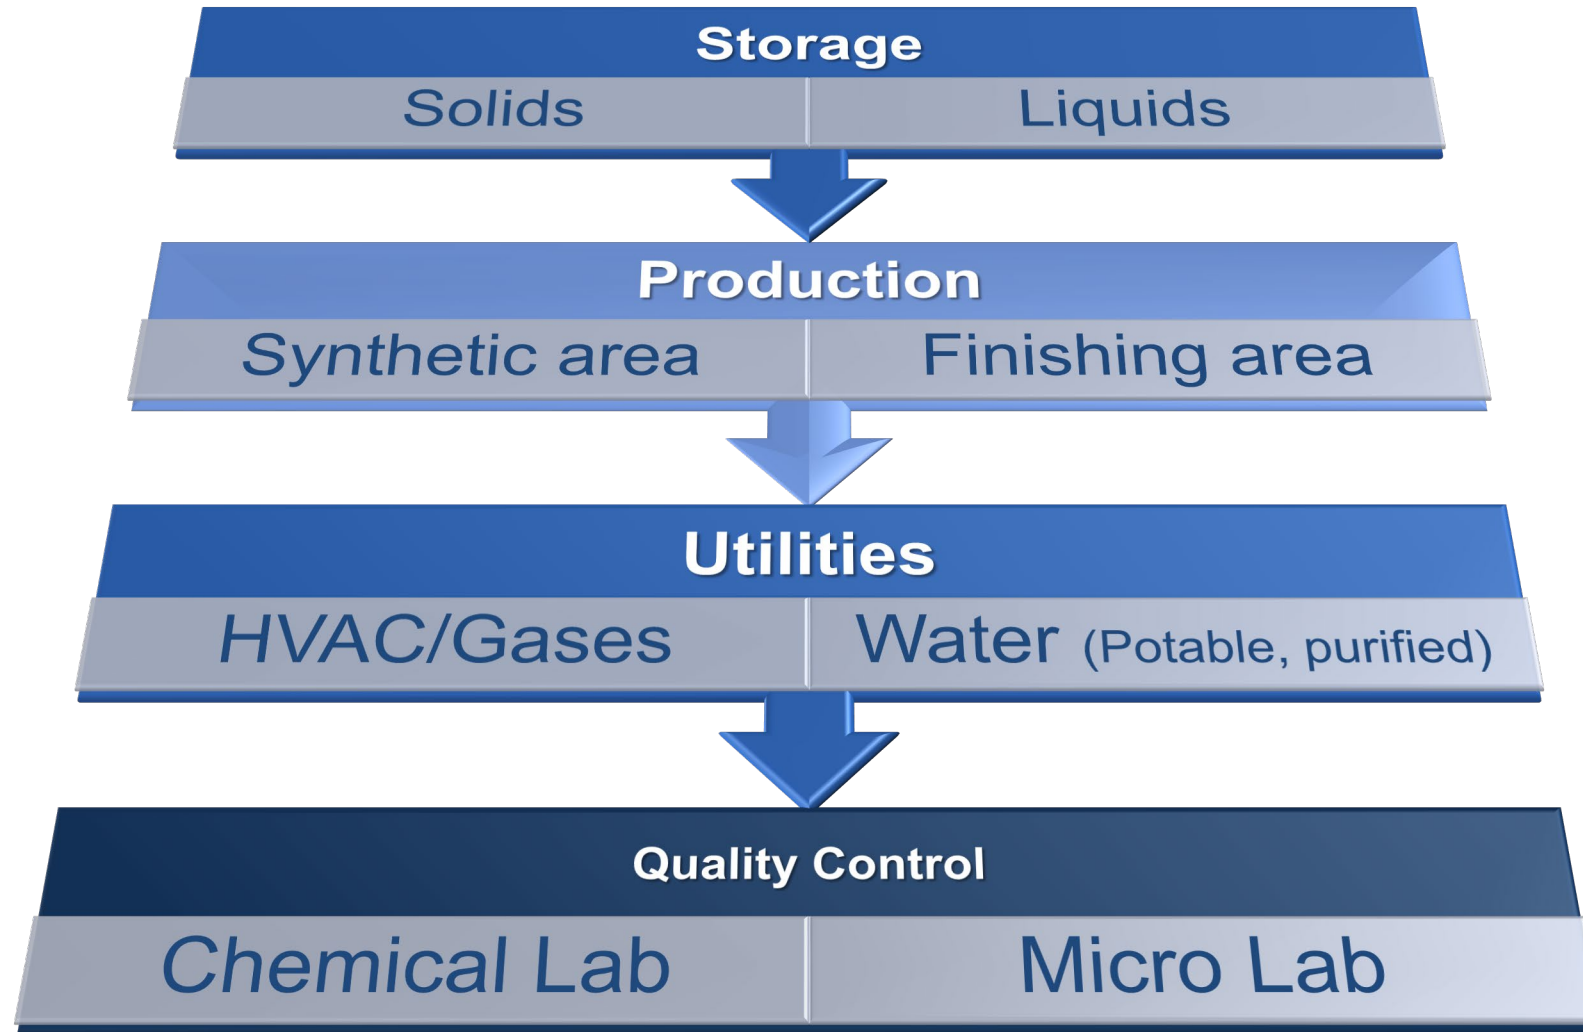 Storage
Solids Liquids
Production
Synthetic area Finishing area
Utilities
HVAC/Gases Water (Potable, purified)
Quality Control
Chemical Lab Micro Lab